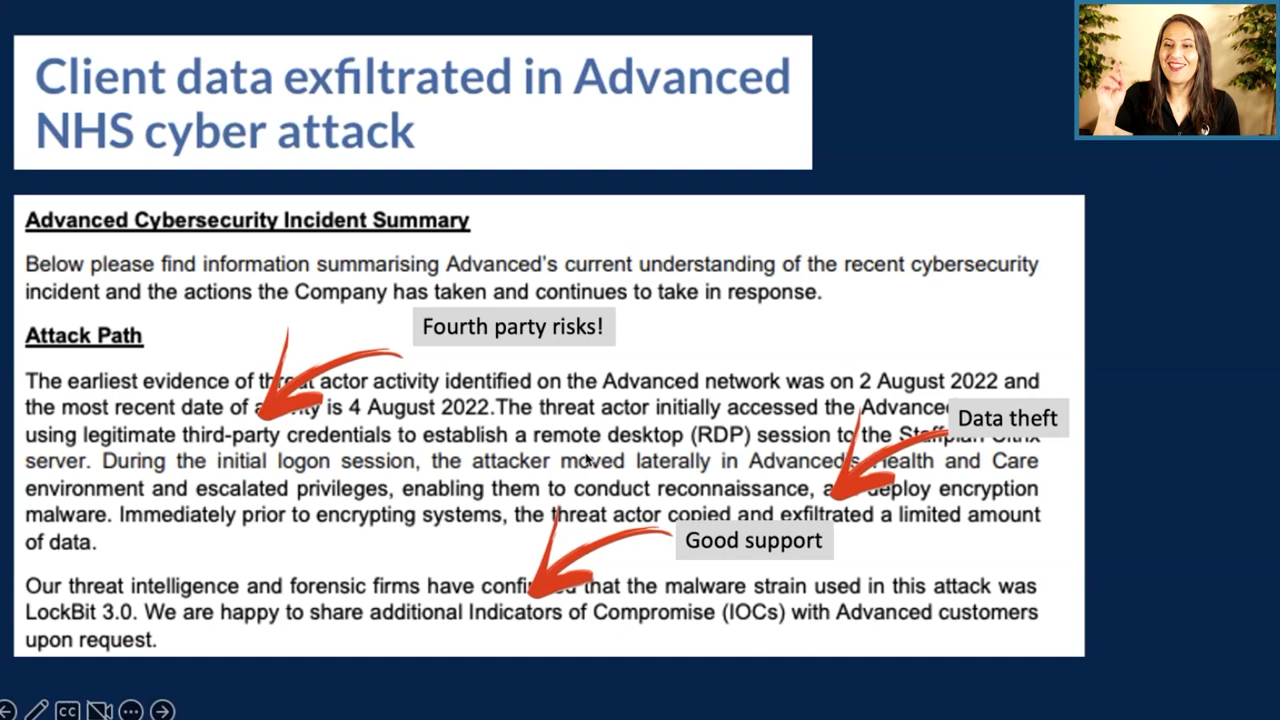 Client data exfiltrated in Advanced
NHS cyber attack
Advanced Cybersecurity Incident Summary
Below please find information summarising Advanced's current understanding of the recent cybersecurity
incident and the actions the Company has taken and continues to take in response.
Fourth party risks!
Attack Path
The earliest evidence of threat actor activity identified on the Advanced network was on 2 August 2022 and
the most recent date of activity is 4 August 2022.The threat actor initially accessed the Advanced
Data theft
using legitimate third-party credentials to establish a remote desktop (RDP) session to the Staffplan Citrix
server. During the initial logon session, the attacker moved laterally in Advanced's Health and Care
environment and escalated privileges, enabling them to conduct reconnaissance, and deploy encryption
malware. Immediately prior to encrypting systems, the threat actor copied and exfiltrated a limited amount
of data.
Good support
Our threat intelligence and forensic firms have confirmed that the malware strain used in this attack was
LockBit 3.0. We are happy to share additional Indicators of Compromise (IOCs) with Advanced customers
upon request.
CC